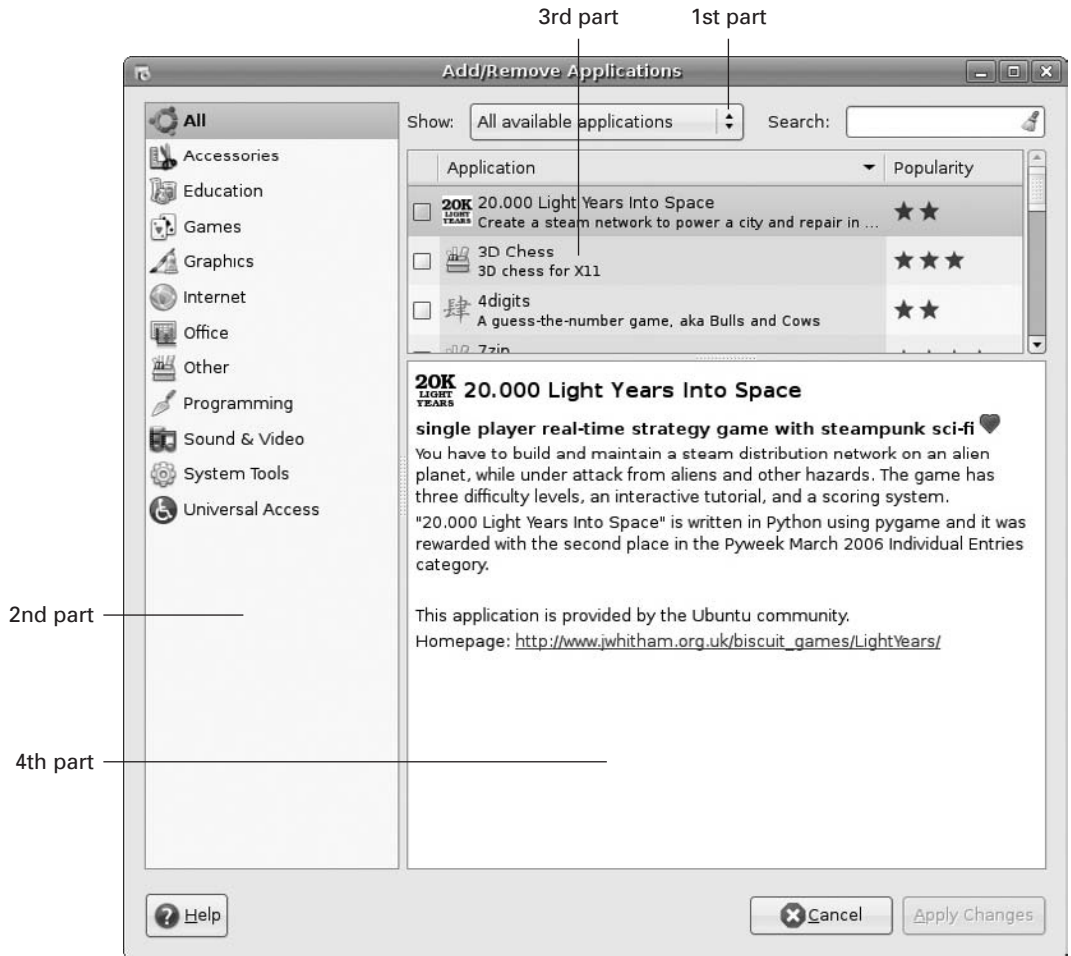 3rd part
1st part
Add/Remove Applications
All
Accessories
Education
Games
Graphics
Internet
Office
Other
Programming
Sound & Video
System Tools
Universal Access
Show: All available applications
Search:
Application
Popularity
20K LIGHT YEARS
20.000 Light Years Into Space
Create a steam network to power a city and repair in ...
3D Chess
3D chess for X11
肆
4digits
A guess-the-number game, aka Bulls and Cows
7zip
20K LIGHT YEARS
20.000 Light Years Into Space
single player real-time strategy game with steampunk sci-fi
You have to build and maintain a steam distribution network on an alien
planet, while under attack from aliens and other hazards. The game has
three difficulty levels, an interactive tutorial, and a scoring system.
"20.000 Light Years Into Space" is written in Python using pygame and it was
rewarded with the second place in the Pyweek March 2006 Individual Entries
category.
This application is provided by the Ubuntu community.
Homepage: http://www.jwhitham.org.uk/biscuit_games/LightYears/
2nd part
4th part
Help
Cancel
Apply Changes